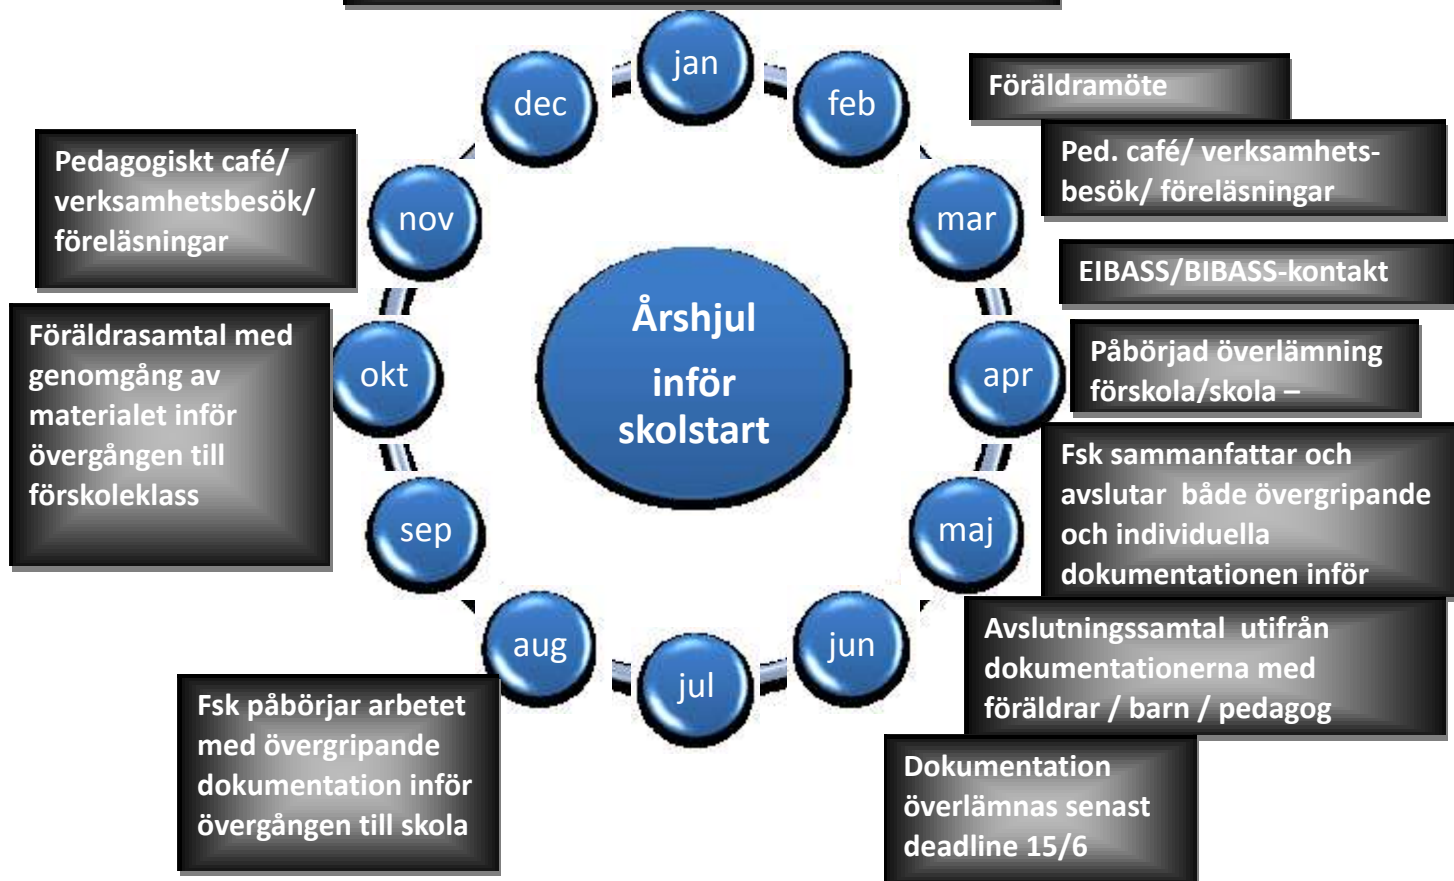 jan
feb
mar
apr
maj
jun
jul
aug
sep
okt
nov
dec
Årshjul
inför
skolstart
Föräldramöte
Ped. café/ verksamhets-
besök/ föreläsningar
EIBASS/BIBASS-kontakt
Påbörjad överlämning
förskola/skola –
Fsk sammanfattar och
avslutar  både övergripande
och individuella
dokumentationen inför
Avslutningssamtal  utifrån
dokumentationerna med
föräldrar / barn / pedagog
Dokumentation
överlämnas senast
deadline 15/6
Fsk påbörjar arbetet
med övergripande
dokumentation inför
övergången till skola
Föräldrasamtal med
genomgång av
materialet inför
övergången till
förskoleklass
Pedagogiskt café/
verksamhetsbesök/
föreläsningar